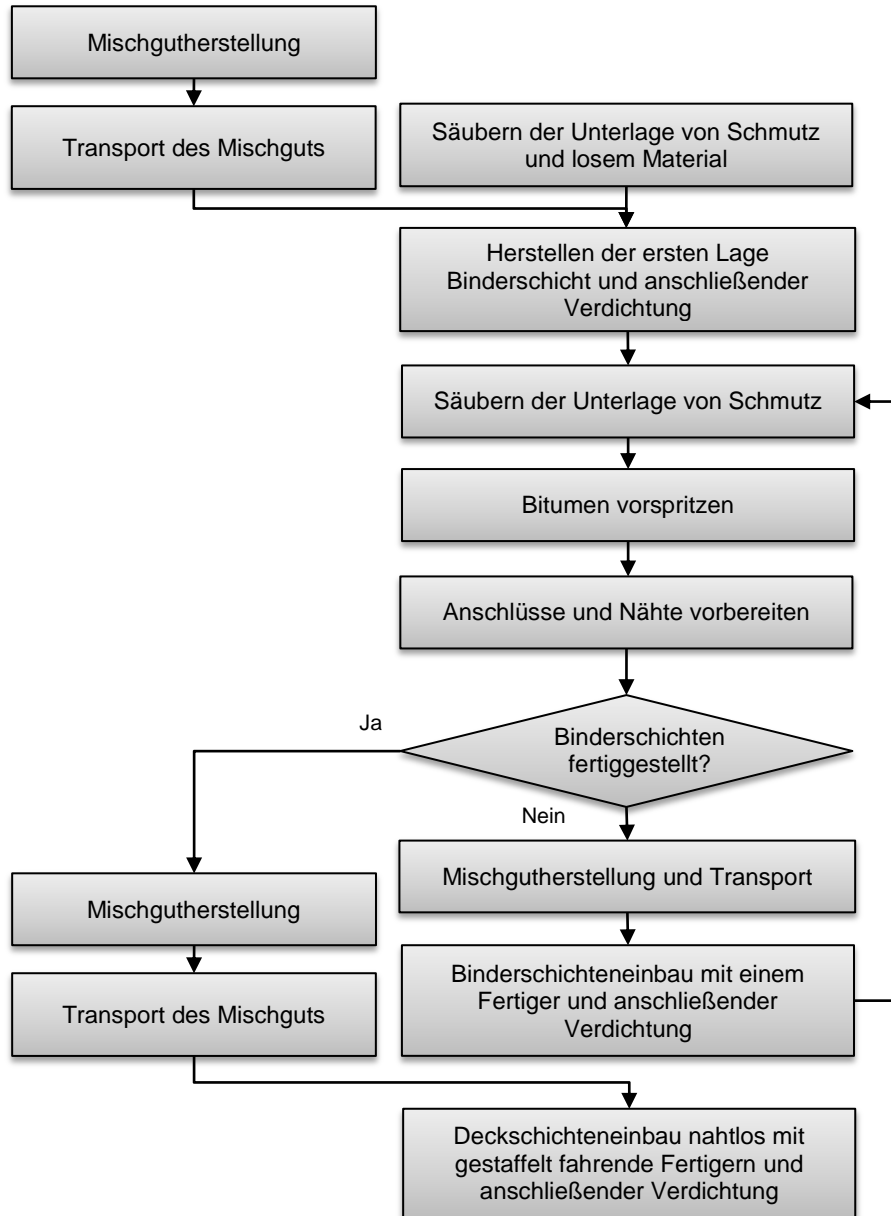 Mischgutherstellung
Transport des Mischguts
Säubern der Unterlage von Schmutz
und losem Material
Herstellen der ersten Lage
Binderschicht und anschließender
Verdichtung
Säubern der Unterlage von Schmutz
Bitumen vorspritzen
Anschlüsse und Nähte vorbereiten
Binderschichten
fertiggestellt?
Ja
Nein
Mischgutherstellung und Transport
Mischgutherstellung
Binderschichteneinbau mit einem
Fertiger und anschließender
Verdichtung
Transport des Mischguts
Deckschichteneinbau nahtlos mit
gestaffelt fahrende Fertigern und
anschließender Verdichtung